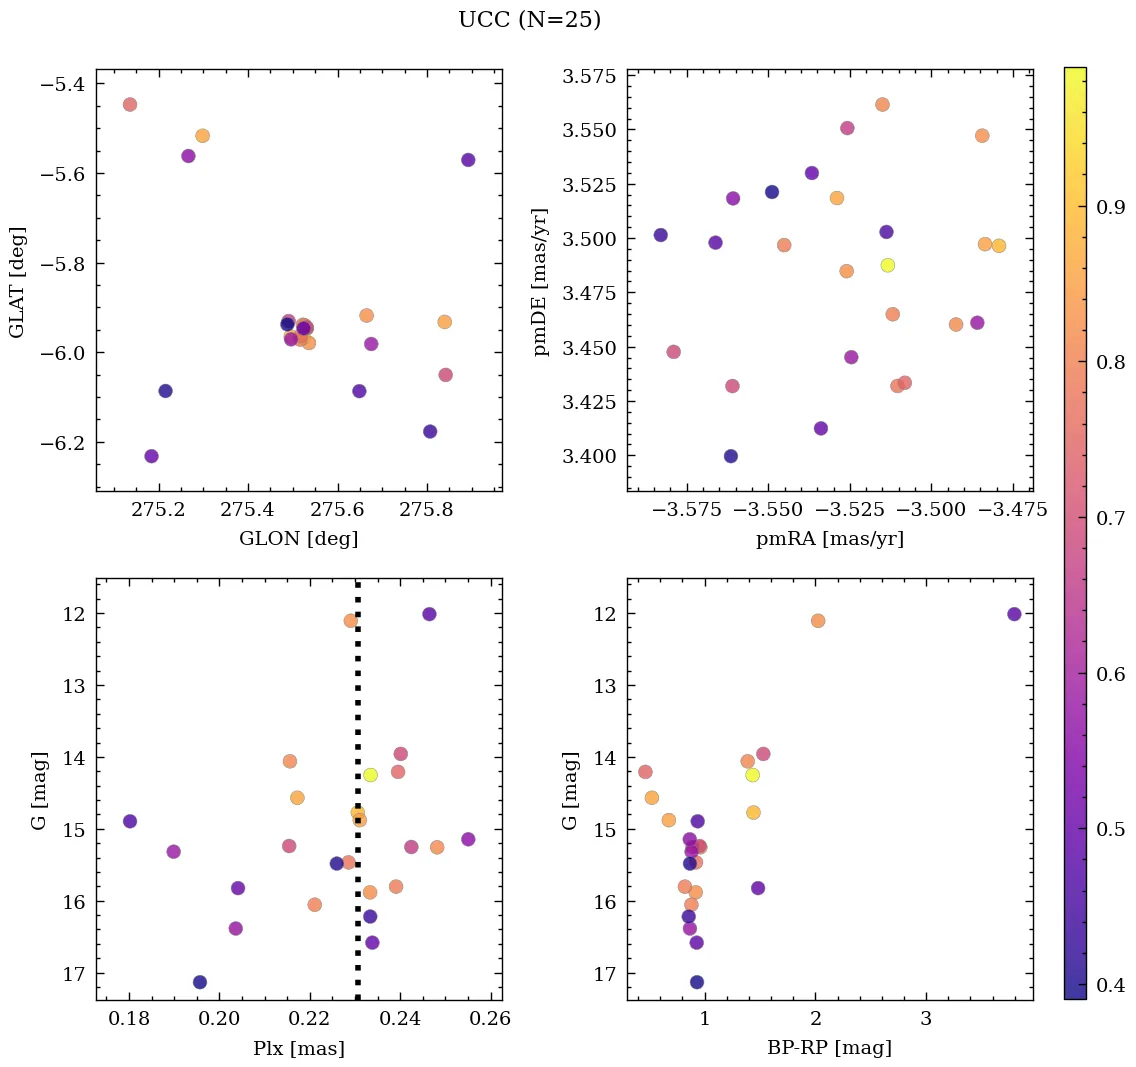 UCC (N=25)
−5.4
−5.6
−5.8
−6.0
−6.2
GLAT [deg]
275.2 275.4 275.6 275.8
GLON [deg]
3.575
3.550
3.525
3.500
3.475
3.450
3.425
3.400
pmDE [mas/yr]
−3.575 −3.550 −3.525 −3.500 −3.475
pmRA [mas/yr]
12
13
14
15
16
17
G [mag]
0.18 0.20 0.22 0.24 0.26
Plx [mas]
12
13
14
15
16
17
G [mag]
1 2 3
BP-RP [mag]
0.9
0.8
0.7
0.6
0.5
0.4